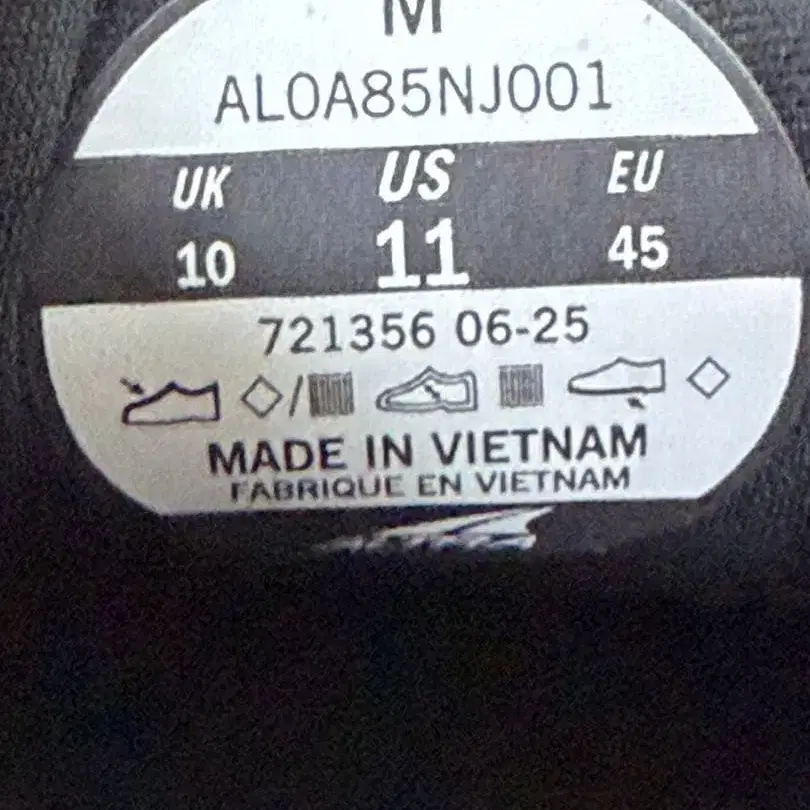 M
AL0A85NJ001
UK US EU
10 11 45
721356 06-25
MADE IN VIETNAM
FABRIQUE EN VIETNAM